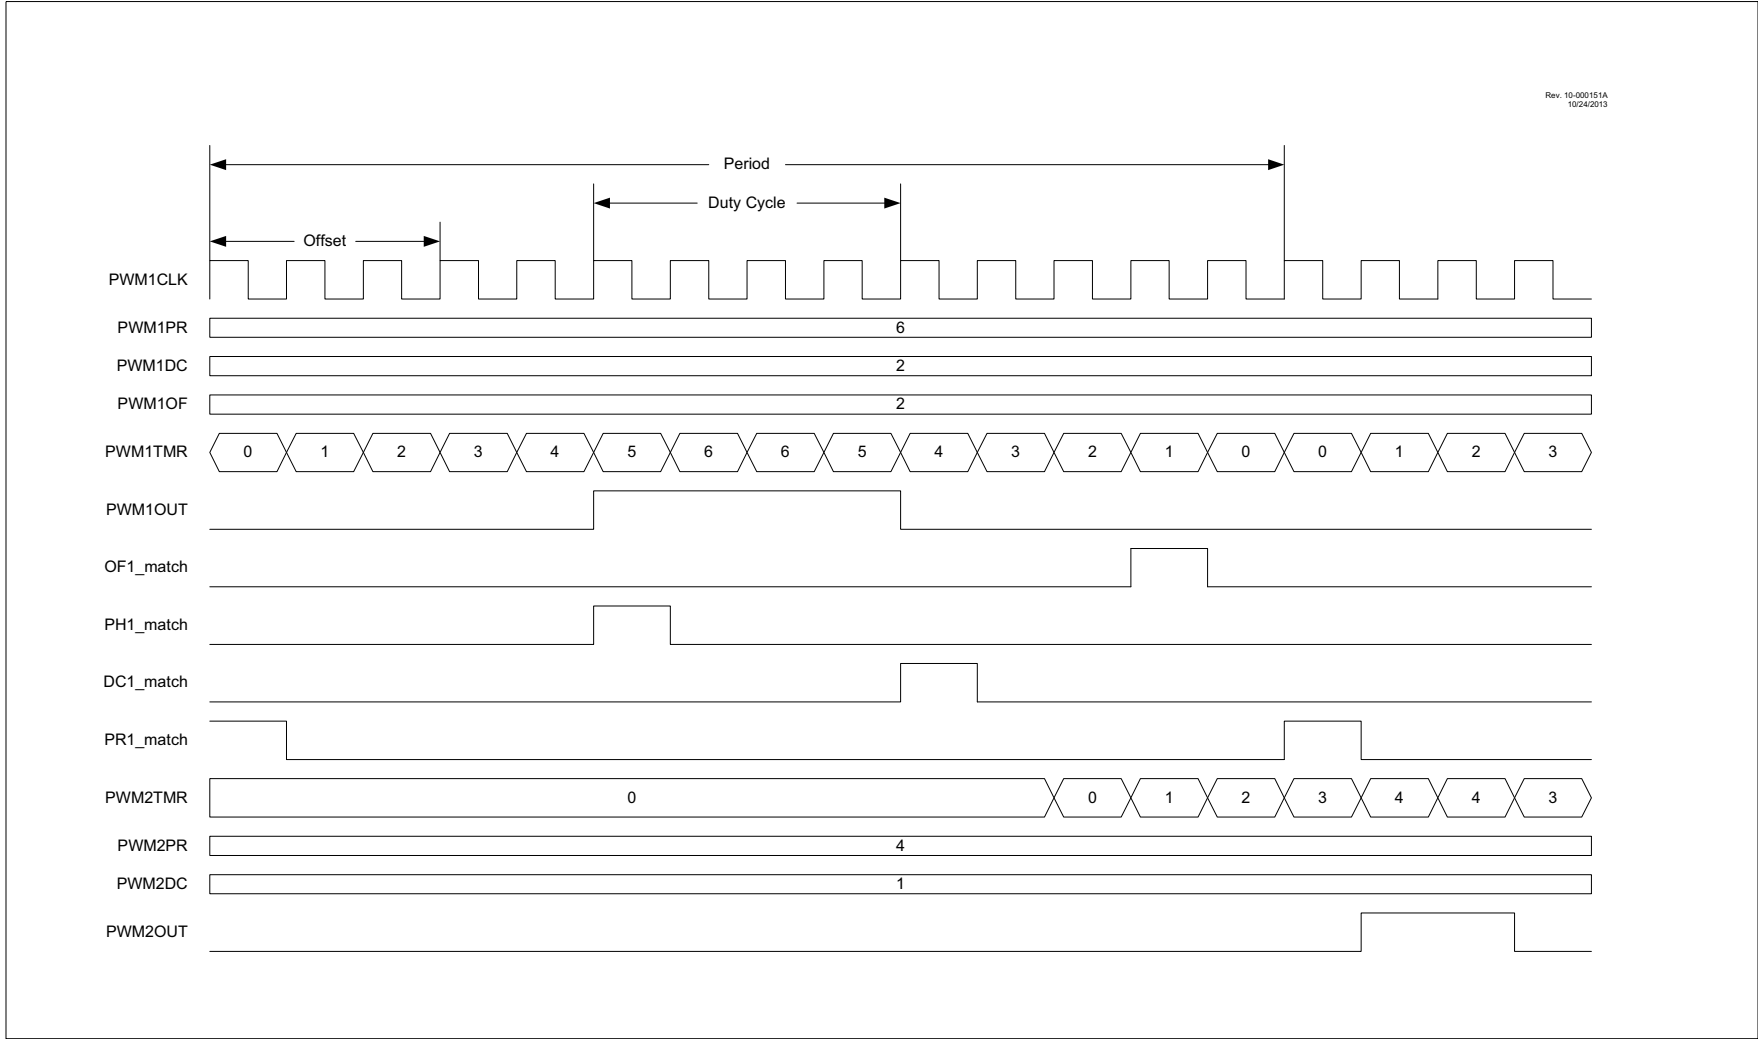 Rev. 10-000151A
10/24/2013
Period
Duty Cycle
Offset
PWM1CLK
PWM1PR 6
PWM1DC 2
PWM1OF 2
PWM1TMR 0 1 2 3 4 5 6 6 5 4 3 2 1 0 0 1 2 3
PWM1OUT
OF1_match
PH1_match
DC1_match
PR1_match
PWM2TMR 0 0 1 2 3 4 4 3
PWM2PR 4
PWM2DC 1
PWM2OUT